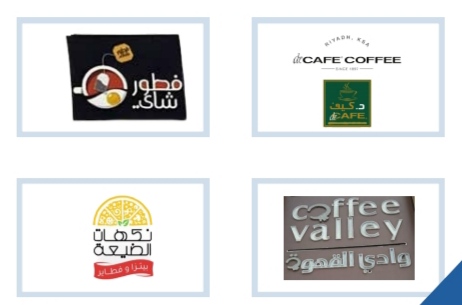 فطور
شاي
RIYADH, KSA
dr.CAFE COFFEE
SINCE 1997
د.كيف
dr.CAFE
نكهات
الضيعة
بيتزا و فطاير
coffee
valley
وادي القهوة